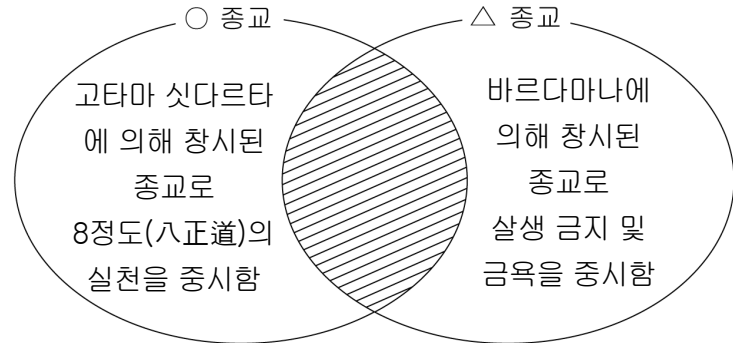 ○ 종교
고타마 싯다르타
에 의해 창시된
종교로
8정도(八正道)의
실천을 중시함
△ 종교
바르다마나에
의해 창시된
종교로
살생 금지 및
금욕을 중시함